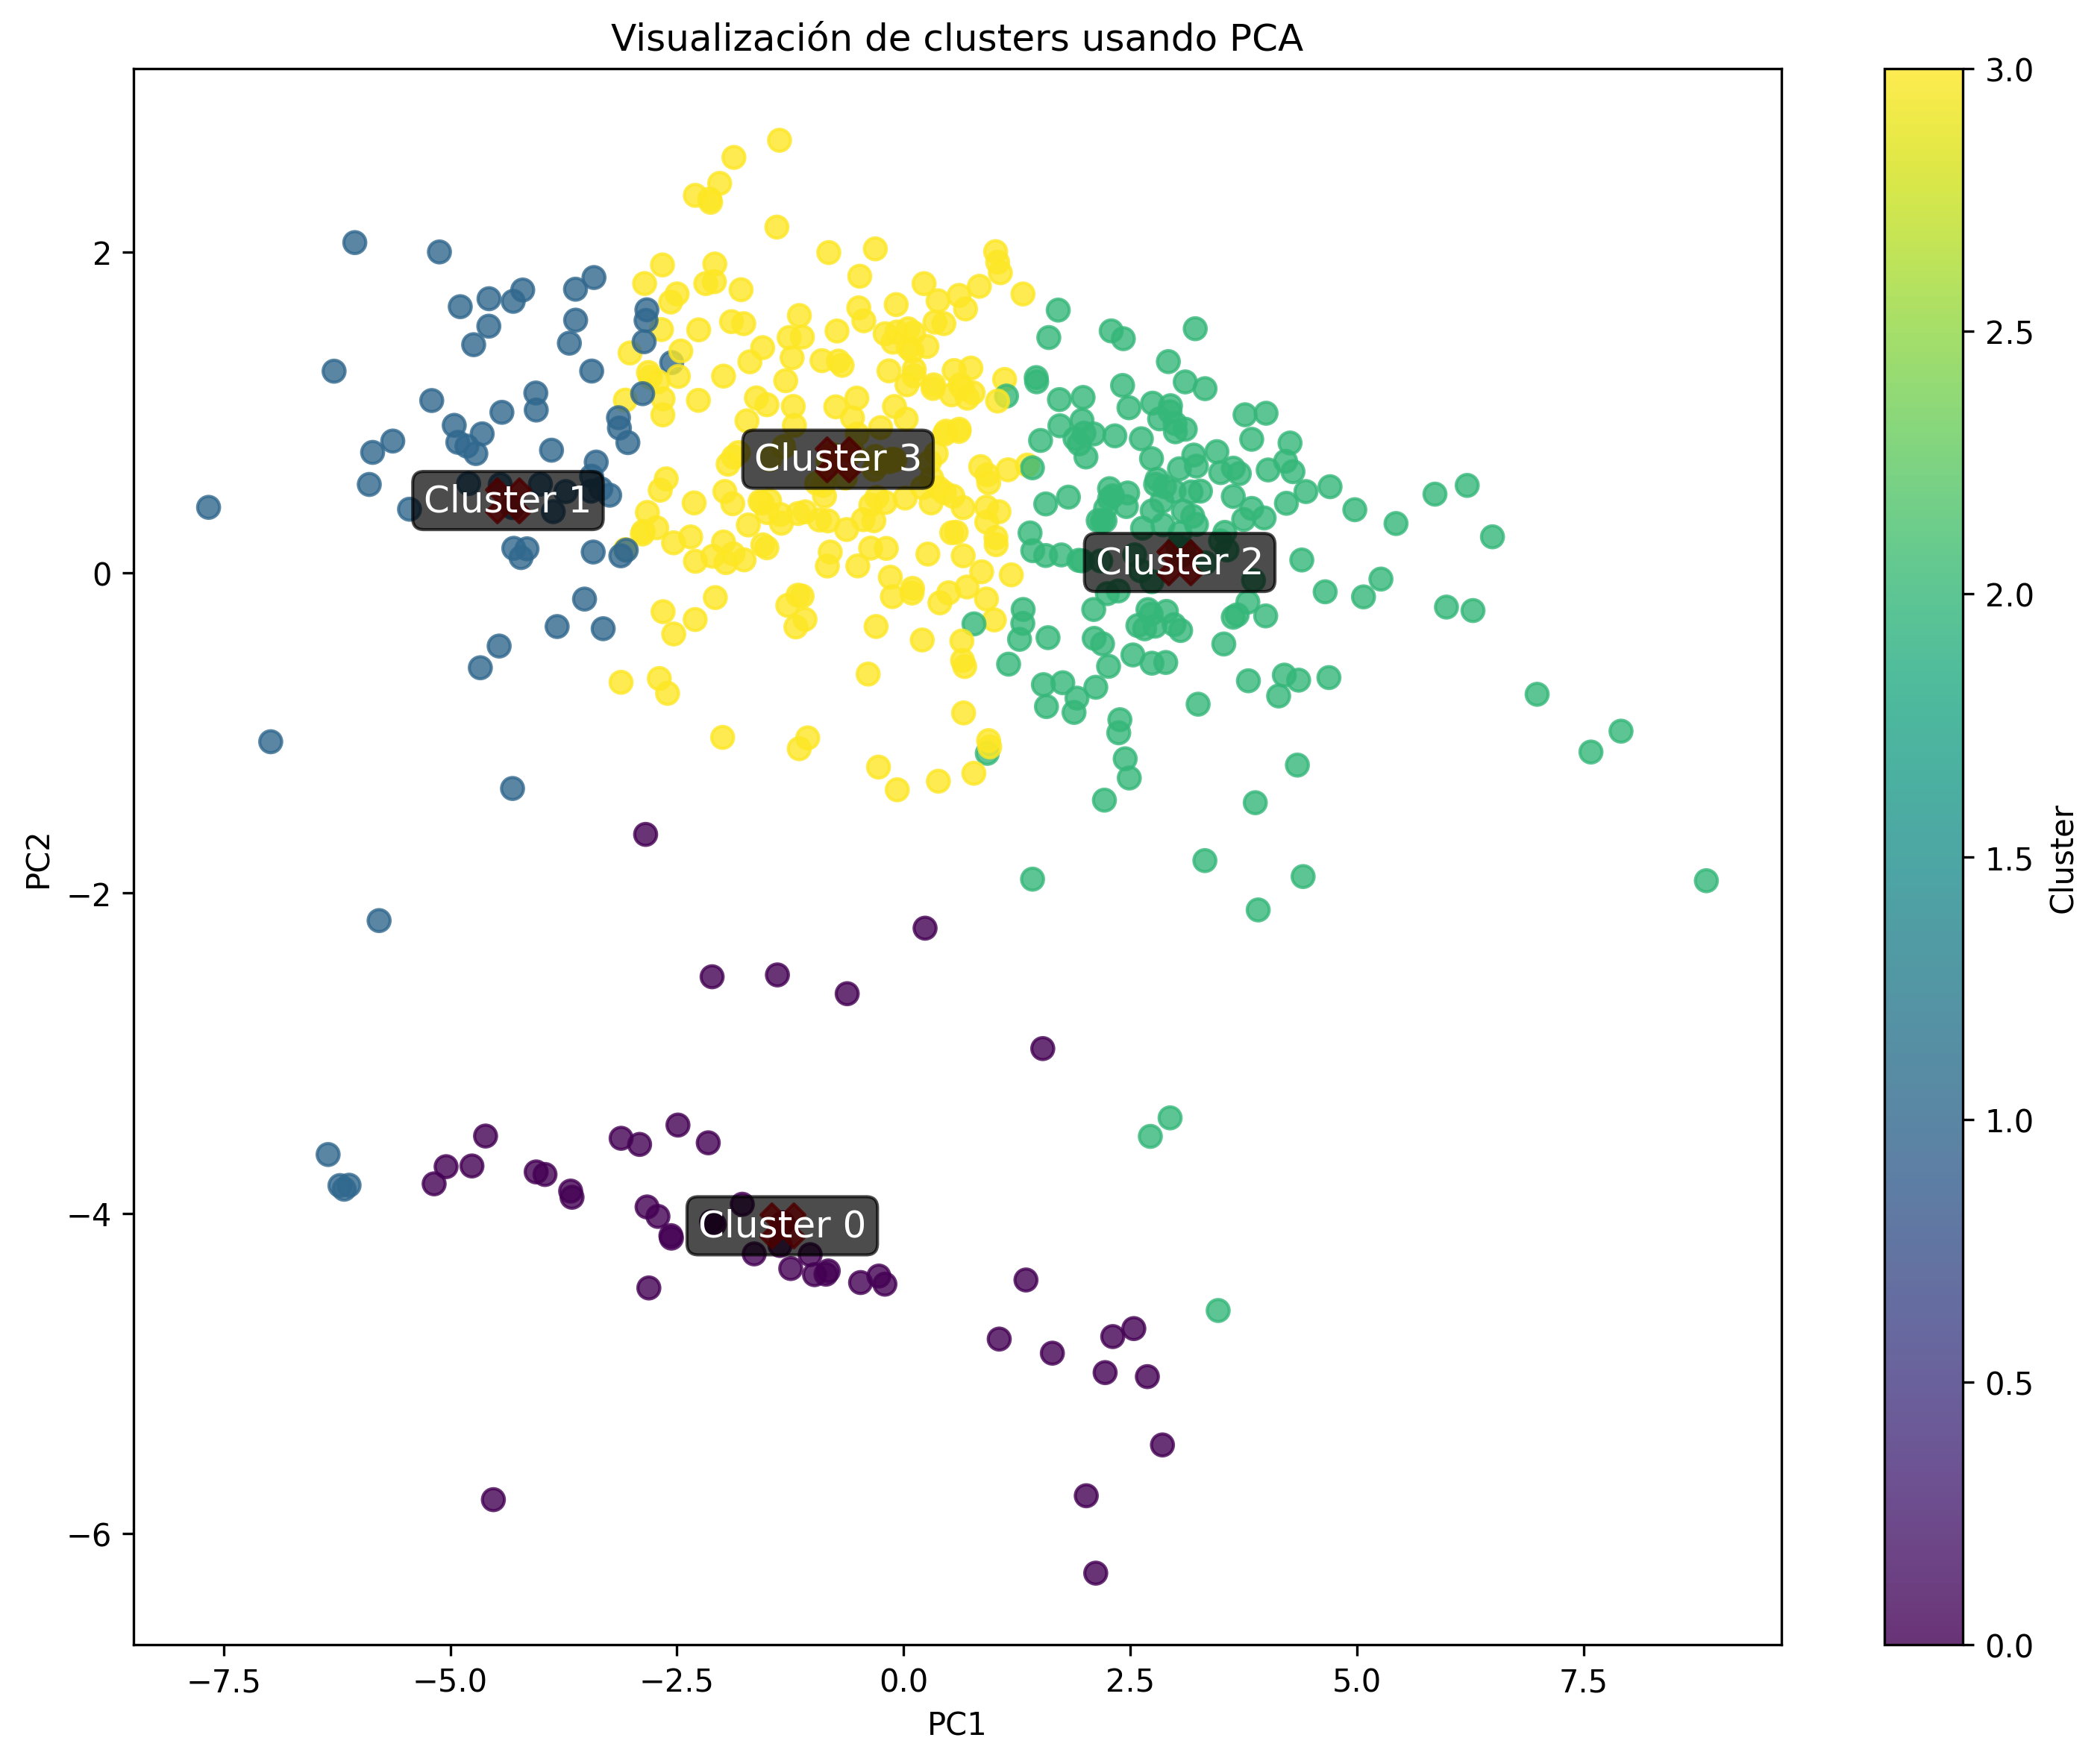 Visualización de clusters usando PCA
3.0
2.5
2.0
1.5
1.0
0.5
0.0
Cluster
2
0
−2
−4
−6
PC2
Cluster 3
Cluster 1
Cluster 2
Cluster 0
−7.5
−5.0
−2.5
0.0
2.5
5.0
7.5
PC1